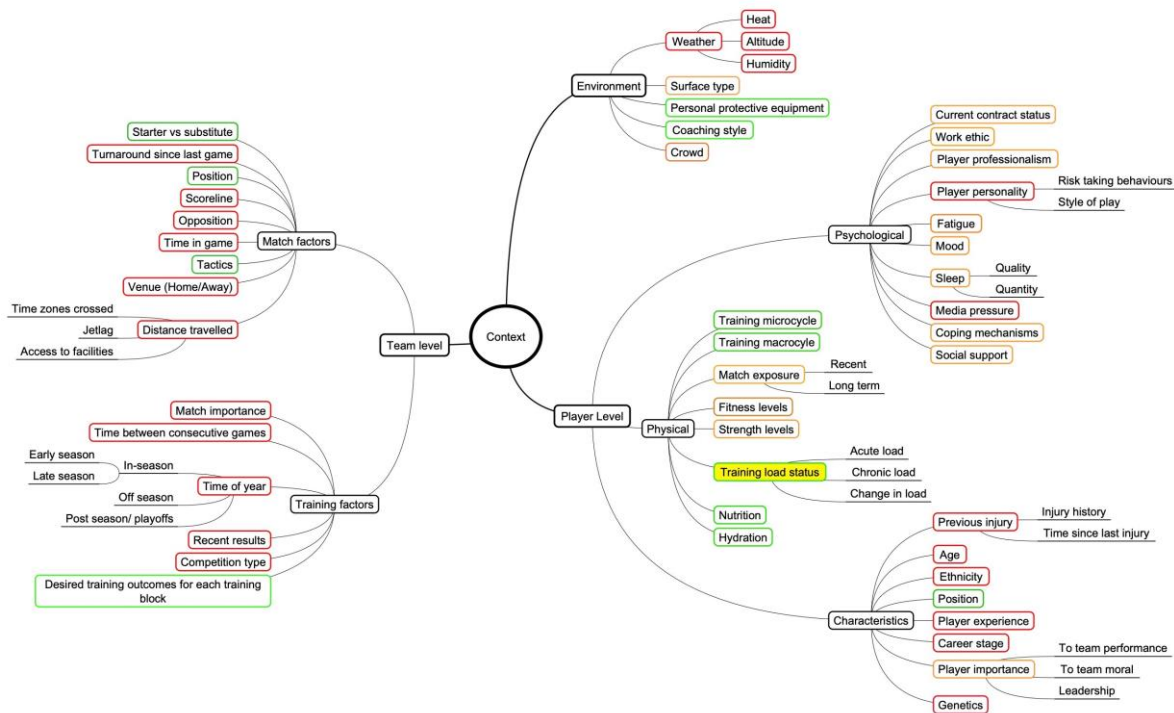 Context
Environment
Weather
Heat
Altitude
Humidity
Surface type
Personal protective equipment
Coaching style
Crowd
Team level
Match factors
Starter vs substitute
Turnaround since last game
Position
Scoreline
Opposition
Time in game
Tactics
Venue (Home/Away)
Distance travelled
Time zones crossed
Jetlag
Access to facilities
Training factors
Match importance
Time between consecutive games
Time of year
In-season
Early season
Late season
Off season
Post season/ playoffs
Recent results
Competition type
Desired training outcomes for each training
block
Player Level
Psychological
Current contract status
Work ethic
Player professionalism
Player personality
Risk taking behaviours
Style of play
Fatigue
Mood
Sleep
Quality
Quantity
Media pressure
Coping mechanisms
Social support
Physical
Training microcycle
Training macrocyle
Match exposure
Recent
Long term
Fitness levels
Strength levels
Training load status
Acute load
Chronic load
Change in load
Nutrition
Hydration
Characteristics
Previous injury
Injury history
Time since last injury
Age
Ethnicity
Position
Player experience
Career stage
Player importance
To team performance
To team moral
Leadership
Genetics